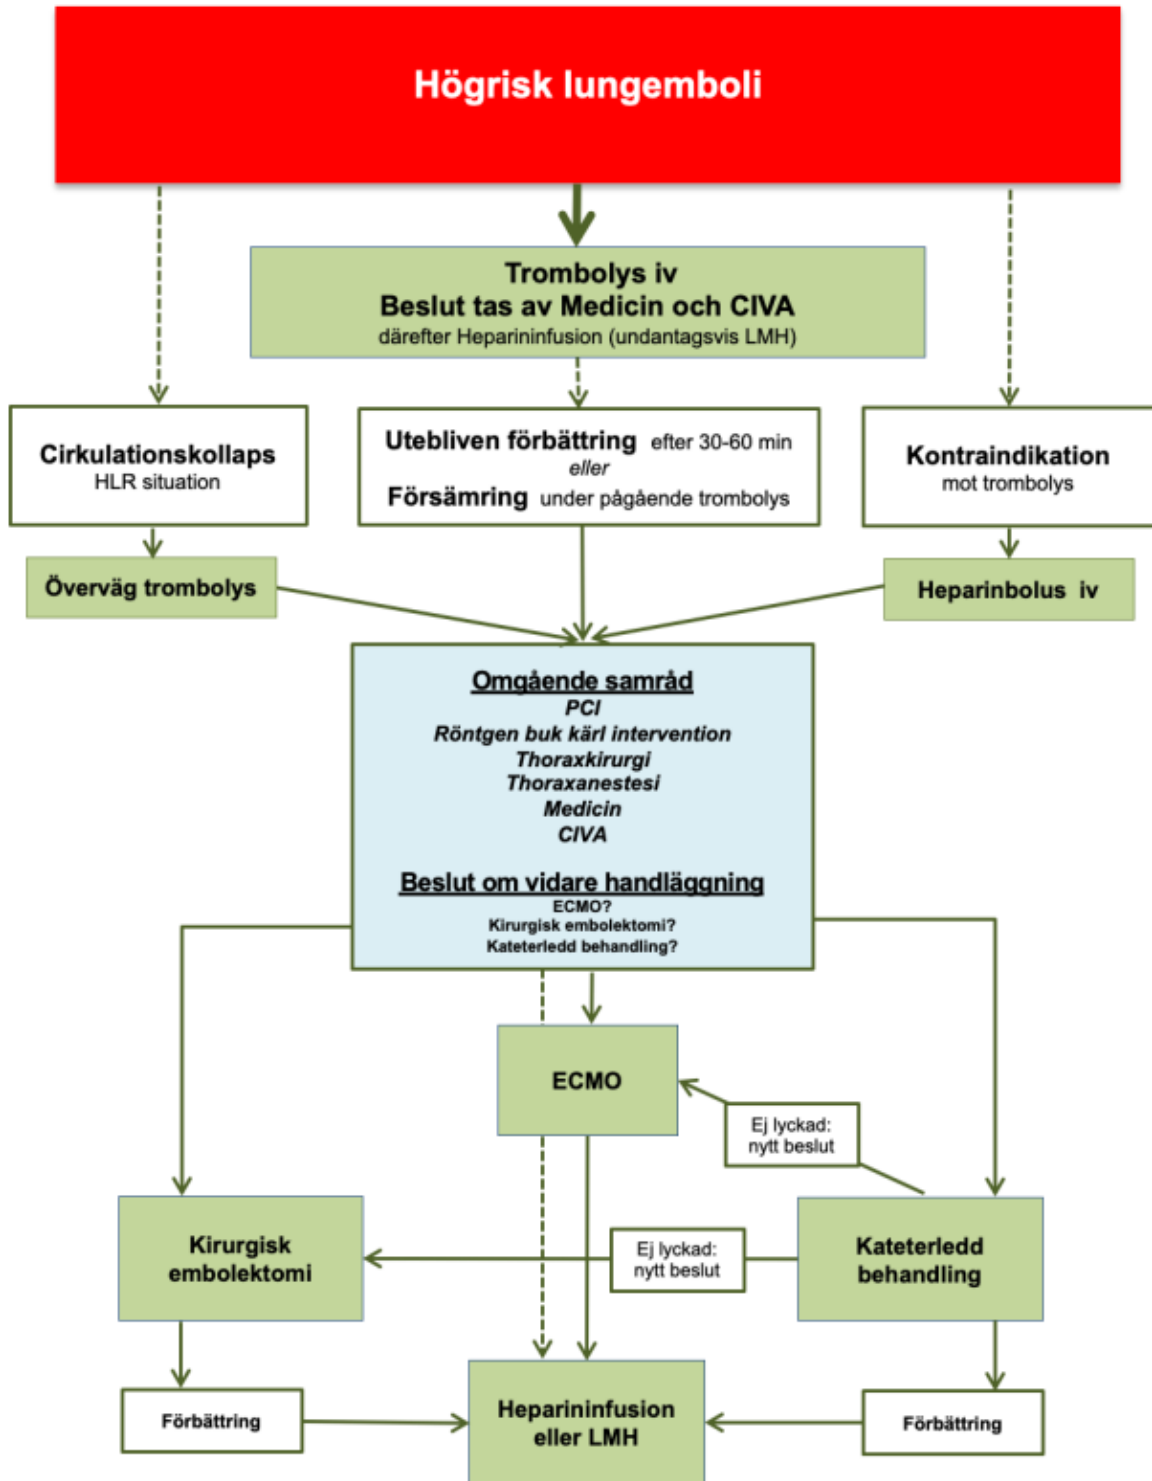 Högrisk lungemboli
Trombolys iv
Beslut tas av Medicin och CIVA
därefter Heparininfusion (undantagsvis LMH)
Cirkulationskollaps
HLR situation
Utebliven förbättring efter 30-60 min
eller
Försämring under pågående trombolys
Kontraindikation
mot trombolys
Överväg trombolys
Heparinbolus iv
Omgående samråd
PCI
Röntgen buk kärl intervention
Thoraxkirurgi
Thoraxanestesi
Medicin
CIVA
Beslut om vidare handläggning
ECMO?
Kirurgisk embolektomi?
Kateterledd behandling?
ECMO
Ej lyckad:
nytt beslut
Kirurgisk
embolektomi
Ej lyckad:
nytt beslut
Kateterledd
behandling
Förbättring
Heparininfusion
eller LMH
Förbättring